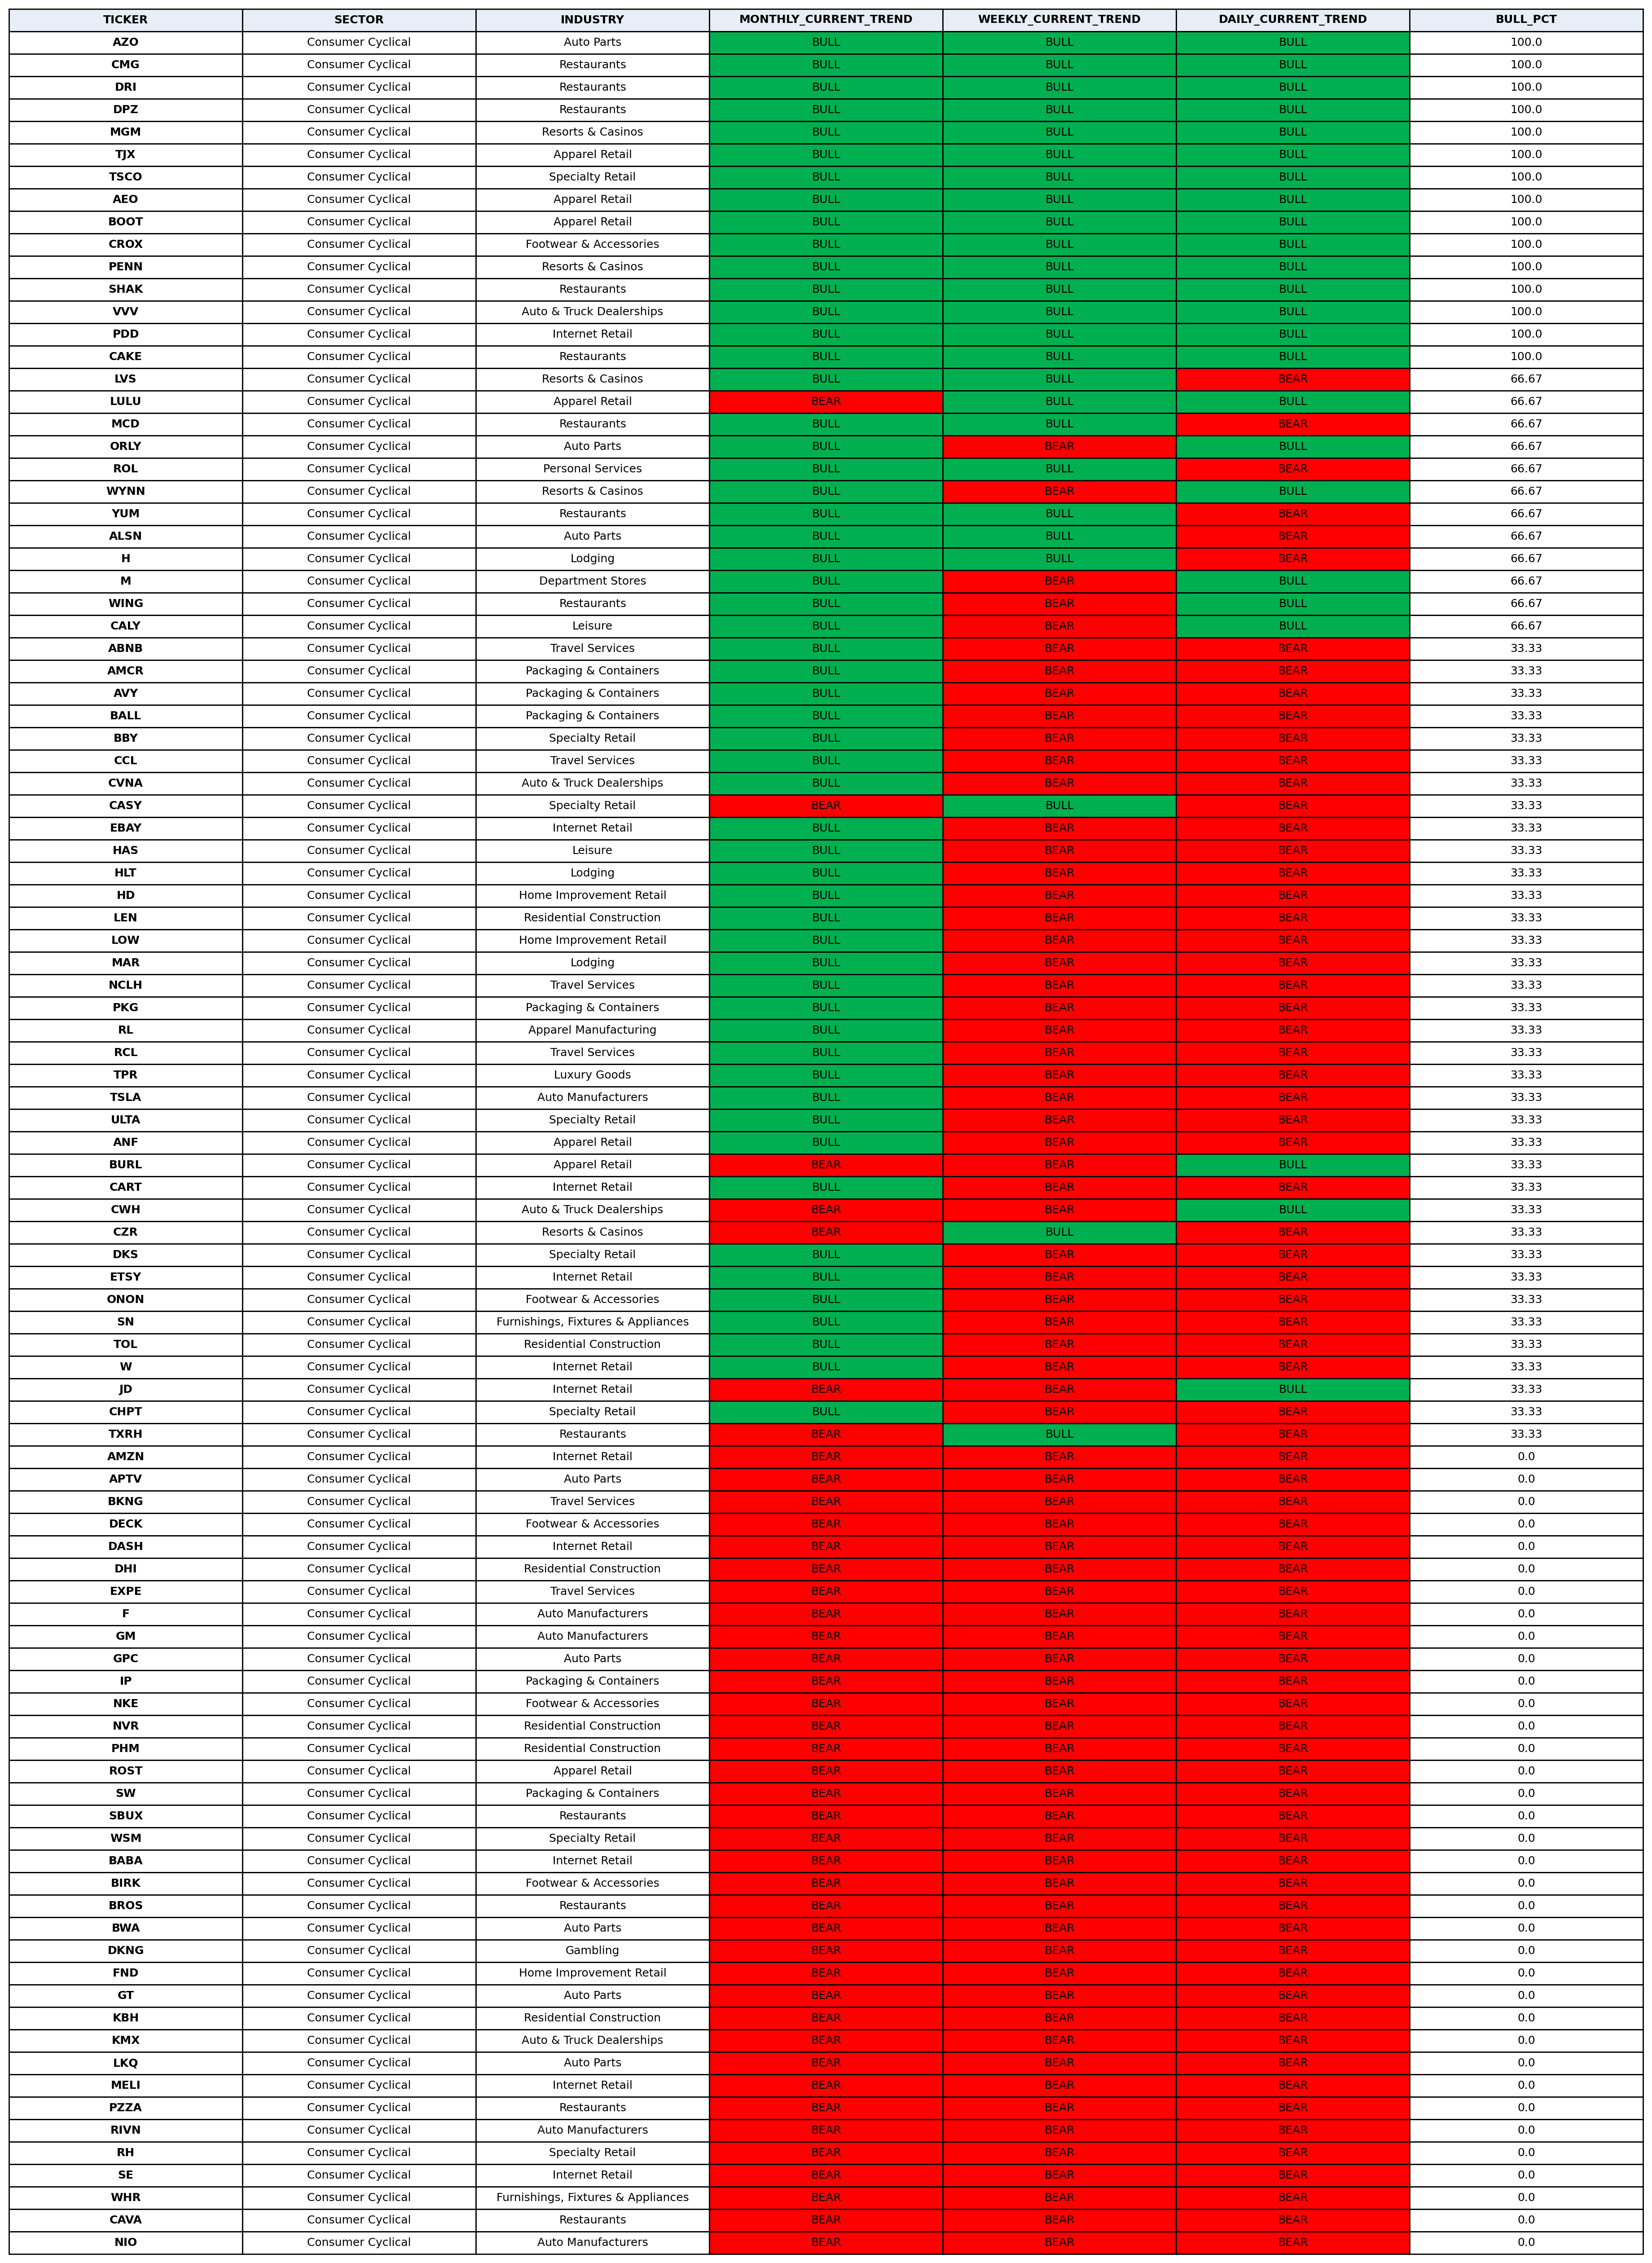 TICKER SECTOR INDUSTRY MONTHLY_CURRENT_TREND WEEKLY_CURRENT_TREND DAILY_CURRENT_TREND BULL_PCT
AZO Consumer Cyclical Auto Parts BULL BULL BULL 100.0
CMG Consumer Cyclical Restaurants BULL BULL BULL 100.0
DRI Consumer Cyclical Restaurants BULL BULL BULL 100.0
DPZ Consumer Cyclical Restaurants BULL BULL BULL 100.0
MGM Consumer Cyclical Resorts & Casinos BULL BULL BULL 100.0
TJX Consumer Cyclical Apparel Retail BULL BULL BULL 100.0
TSCO Consumer Cyclical Specialty Retail BULL BULL BULL 100.0
AEO Consumer Cyclical Apparel Retail BULL BULL BULL 100.0
BOOT Consumer Cyclical Apparel Retail BULL BULL BULL 100.0
CROX Consumer Cyclical Footwear & Accessories BULL BULL BULL 100.0
PENN Consumer Cyclical Resorts & Casinos BULL BULL BULL 100.0
SHAK Consumer Cyclical Restaurants BULL BULL BULL 100.0
VVV Consumer Cyclical Auto & Truck Dealerships BULL BULL BULL 100.0
PDD Consumer Cyclical Internet Retail BULL BULL BULL 100.0
CAKE Consumer Cyclical Restaurants BULL BULL BULL 100.0
LVS Consumer Cyclical Resorts & Casinos BULL BULL BEAR 66.67
LULU Consumer Cyclical Apparel Retail BEAR BULL BULL 66.67
MCD Consumer Cyclical Restaurants BULL BULL BEAR 66.67
ORLY Consumer Cyclical Auto Parts BULL BEAR BULL 66.67
ROL Consumer Cyclical Personal Services BULL BULL BEAR 66.67
WYNN Consumer Cyclical Resorts & Casinos BULL BEAR BULL 66.67
YUM Consumer Cyclical Restaurants BULL BULL BEAR 66.67
ALSN Consumer Cyclical Auto Parts BULL BULL BEAR 66.67
H Consumer Cyclical Lodging BULL BULL BEAR 66.67
M Consumer Cyclical Department Stores BULL BEAR BULL 66.67
WING Consumer Cyclical Restaurants BULL BEAR BULL 66.67
CALY Consumer Cyclical Leisure BULL BEAR BULL 66.67
ABNB Consumer Cyclical Travel Services BULL BEAR BEAR 33.33
AMCR Consumer Cyclical Packaging & Containers BULL BEAR BEAR 33.33
AVY Consumer Cyclical Packaging & Containers BULL BEAR BEAR 33.33
BALL Consumer Cyclical Packaging & Containers BULL BEAR BEAR 33.33
BBY Consumer Cyclical Specialty Retail BULL BEAR BEAR 33.33
CCL Consumer Cyclical Travel Services BULL BEAR BEAR 33.33
CVNA Consumer Cyclical Auto & Truck Dealerships BULL BEAR BEAR 33.33
CASY Consumer Cyclical Specialty Retail BEAR BULL BEAR 33.33
EBAY Consumer Cyclical Internet Retail BULL BEAR BEAR 33.33
HAS Consumer Cyclical Leisure BULL BEAR BEAR 33.33
HLT Consumer Cyclical Lodging BULL BEAR BEAR 33.33
HD Consumer Cyclical Home Improvement Retail BULL BEAR BEAR 33.33
LEN Consumer Cyclical Residential Construction BULL BEAR BEAR 33.33
LOW Consumer Cyclical Home Improvement Retail BULL BEAR BEAR 33.33
MAR Consumer Cyclical Lodging BULL BEAR BEAR 33.33
NCLH Consumer Cyclical Travel Services BULL BEAR BEAR 33.33
PKG Consumer Cyclical Packaging & Containers BULL BEAR BEAR 33.33
RL Consumer Cyclical Apparel Manufacturing BULL BEAR BEAR 33.33
RCL Consumer Cyclical Travel Services BULL BEAR BEAR 33.33
TPR Consumer Cyclical Luxury Goods BULL BEAR BEAR 33.33
TSLA Consumer Cyclical Auto Manufacturers BULL BEAR BEAR 33.33
ULTA Consumer Cyclical Specialty Retail BULL BEAR BEAR 33.33
ANF Consumer Cyclical Apparel Retail BULL BEAR BEAR 33.33
BURL Consumer Cyclical Apparel Retail BEAR BEAR BULL 33.33
CART Consumer Cyclical Internet Retail BULL BEAR BEAR 33.33
CWH Consumer Cyclical Auto & Truck Dealerships BEAR BEAR BULL 33.33
CZR Consumer Cyclical Resorts & Casinos BEAR BULL BEAR 33.33
DKS Consumer Cyclical Specialty Retail BULL BEAR BEAR 33.33
ETSY Consumer Cyclical Internet Retail BULL BEAR BEAR 33.33
ONON Consumer Cyclical Footwear & Accessories BULL BEAR BEAR 33.33
SN Consumer Cyclical Furnishings, Fixtures & Appliances BULL BEAR BEAR 33.33
TOL Consumer Cyclical Residential Construction BULL BEAR BEAR 33.33
W Consumer Cyclical Internet Retail BULL BEAR BEAR 33.33
JD Consumer Cyclical Internet Retail BEAR BEAR BULL 33.33
CHPT Consumer Cyclical Specialty Retail BULL BEAR BEAR 33.33
TXRH Consumer Cyclical Restaurants BEAR BULL BEAR 33.33
AMZN Consumer Cyclical Internet Retail BEAR BEAR BEAR 0.0
APTV Consumer Cyclical Auto Parts BEAR BEAR BEAR 0.0
BKNG Consumer Cyclical Travel Services BEAR BEAR BEAR 0.0
DECK Consumer Cyclical Footwear & Accessories BEAR BEAR BEAR 0.0
DASH Consumer Cyclical Internet Retail BEAR BEAR BEAR 0.0
DHI Consumer Cyclical Residential Construction BEAR BEAR BEAR 0.0
EXPE Consumer Cyclical Travel Services BEAR BEAR BEAR 0.0
F Consumer Cyclical Auto Manufacturers BEAR BEAR BEAR 0.0
GM Consumer Cyclical Auto Manufacturers BEAR BEAR BEAR 0.0
GPC Consumer Cyclical Auto Parts BEAR BEAR BEAR 0.0
IP Consumer Cyclical Packaging & Containers BEAR BEAR BEAR 0.0
NKE Consumer Cyclical Footwear & Accessories BEAR BEAR BEAR 0.0
NVR Consumer Cyclical Residential Construction BEAR BEAR BEAR 0.0
PHM Consumer Cyclical Residential Construction BEAR BEAR BEAR 0.0
ROST Consumer Cyclical Apparel Retail BEAR BEAR BEAR 0.0
SW Consumer Cyclical Packaging & Containers BEAR BEAR BEAR 0.0
SBUX Consumer Cyclical Restaurants BEAR BEAR BEAR 0.0
WSM Consumer Cyclical Specialty Retail BEAR BEAR BEAR 0.0
BABA Consumer Cyclical Internet Retail BEAR BEAR BEAR 0.0
BIRK Consumer Cyclical Footwear & Accessories BEAR BEAR BEAR 0.0
BROS Consumer Cyclical Restaurants BEAR BEAR BEAR 0.0
BWA Consumer Cyclical Auto Parts BEAR BEAR BEAR 0.0
DKNG Consumer Cyclical Gambling BEAR BEAR BEAR 0.0
FND Consumer Cyclical Home Improvement Retail BEAR BEAR BEAR 0.0
GT Consumer Cyclical Auto Parts BEAR BEAR BEAR 0.0
KBH Consumer Cyclical Residential Construction BEAR BEAR BEAR 0.0
KMX Consumer Cyclical Auto & Truck Dealerships BEAR BEAR BEAR 0.0
LKQ Consumer Cyclical Auto Parts BEAR BEAR BEAR 0.0
MELI Consumer Cyclical Internet Retail BEAR BEAR BEAR 0.0
PZZA Consumer Cyclical Restaurants BEAR BEAR BEAR 0.0
RIVN Consumer Cyclical Auto Manufacturers BEAR BEAR BEAR 0.0
RH Consumer Cyclical Specialty Retail BEAR BEAR BEAR 0.0
SE Consumer Cyclical Internet Retail BEAR BEAR BEAR 0.0
WHR Consumer Cyclical Furnishings, Fixtures & Appliances BEAR BEAR BEAR 0.0
CAVA Consumer Cyclical Restaurants BEAR BEAR BEAR 0.0
NIO Consumer Cyclical Auto Manufacturers BEAR BEAR BEAR 0.0